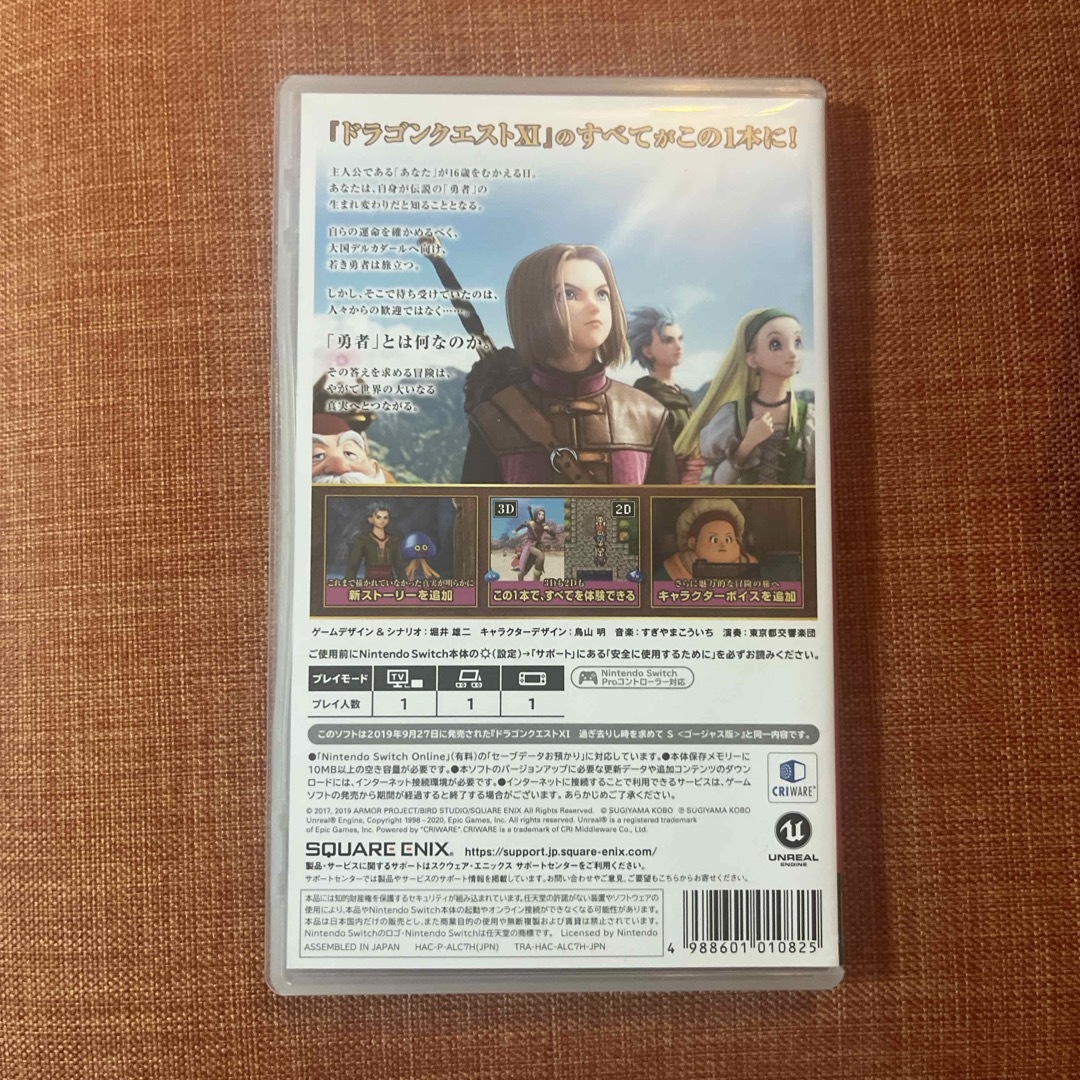 『ドラゴンクエストXI』のすべてがこの1本に!
主人公である「あなた」が16歳をむかえる日。
あなたは、自身が伝説の「勇者」の
生まれ変わりだと知ることとなる。
自らの運命を確かめるべく、
大国デルカダールへ向け、
若き勇者は旅立つ。
しかし、そこで待ち受けていたのは、
人々からの歓迎ではなく……。
「勇者」とは何なのか。
その答えを求める冒険は、
やがて世界の大いなる
真実へとつながる。
これまで描かれていなかった真実が明らかに
新ストーリーを追加
3D
2D
3Dも2Dも
この1本で、すべてを体験できる
さらに魅力的な冒険の旅へ
キャラクターボイスを追加
ゲームデザイン&シナリオ:堀井 雄二 キャラクターデザイン:鳥山 明 音楽:すぎやまこういち 演奏:東京都交響楽団
ご使用前にNintendo Switch本体の(設定)→「サポート」にある「安全に使用するために」を必ずお読みください。
プレイモード
TV
Nintendo Switch
Proコントローラー対応
プレイ人数 1 1 1
このソフトは2019年9月27日に発売された『ドラゴンクエストXI 過ぎ去りし時を求めて S 〈ゴージャス版〉』と同一内容です。
●「Nintendo Switch Online」(有料)の「セーブデータお預かり」に対応しています。●本体保存メモリーに
10MB以上の空き容量が必要です。●本ソフトのバージョンアップに必要な更新データや追加コンテンツのダウン
ロードには、インターネット接続環境が必要です。●インターネットに接続することで利用できるサービスは、ゲーム
ソフトの発売から期間が経過すると終了する場合がございます。あらかじめご了承ください。
CRIWARE™
© 2017, 2019 ARMOR PROJECT/BIRD STUDIO/SQUARE ENIX All Rights Reserved. © SUGIYAMA KOBO ℗ SUGIYAMA KOBO
Unreal® Engine, Copyright 1998-2020, Epic Games, Inc. All rights reserved. Unreal® is a registered trademark
of Epic Games, Inc. Powered by "CRIWARE".CRIWARE is a trademark of CRI Middleware Co., Ltd.
SQUARE ENIX. https://support.jp.square-enix.com/
製品・サービスに関するサポートはスクウェア・エニックス サポートセンターをご利用ください。
サポートセンターでは製品やサービスのサポート情報を掲載しています。お問い合わせやご意見、ご要望もこちらからお寄せください。
UNREAL
ENGINE
本品には知的財産権を保護するセキュリティが組み込まれています。任天堂の許諾がない装置やソフトウェアの
使用により、本品やNintendo Switch本体の起動やオンライン接続ができなくなる可能性があります。
本品は日本国内だけの販売とし、また商業目的の使用や無断複製および賃貸は禁止されています。
Nintendo Switchのロゴ・Nintendo Switchは任天堂の商標です。 Licensed by Nintendo
ASSEMBLED IN JAPAN HAC-P-ALC7H(JPN) TRA-HAC-ALC7H-JPN
4 988601 010825